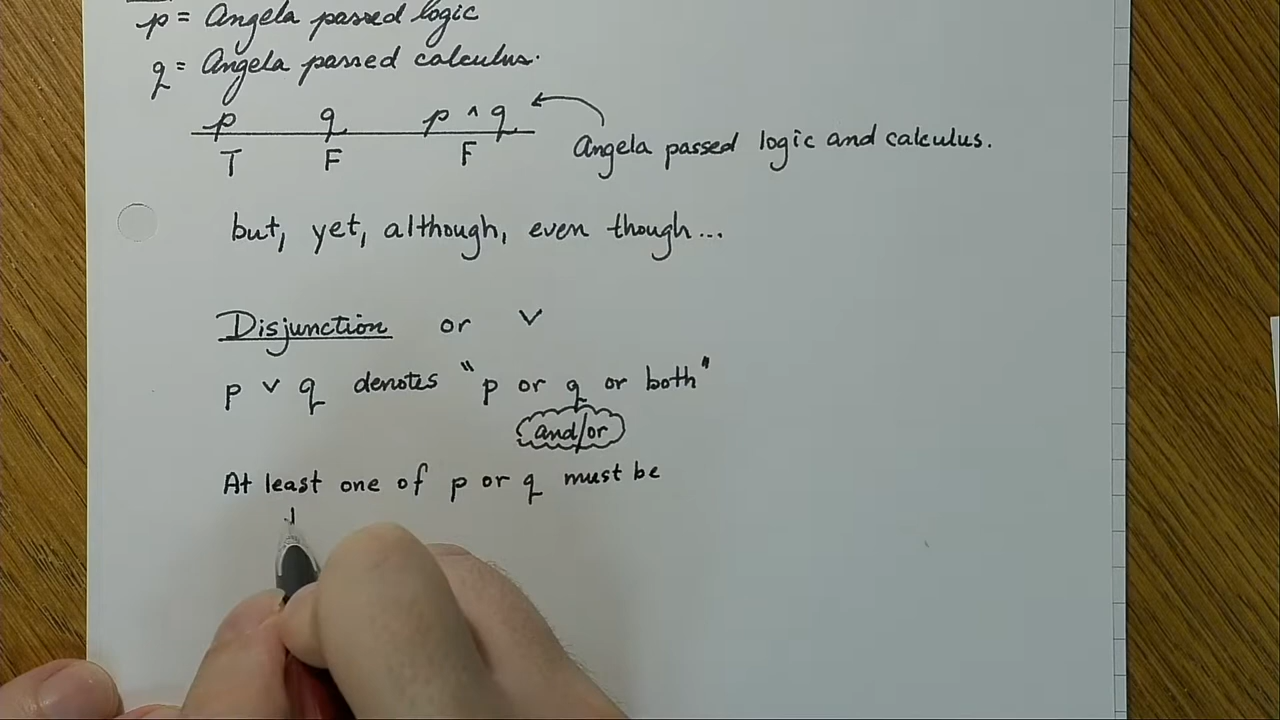 p = Angela passed logic
q = Angela passed calculus.
p q p ∧ q
T F F Angela passed logic and calculus.
but, yet, although, even though...
Disjunction or ∨
p ∨ q denotes "p or q or both"
and/or
At least one of p or q must be